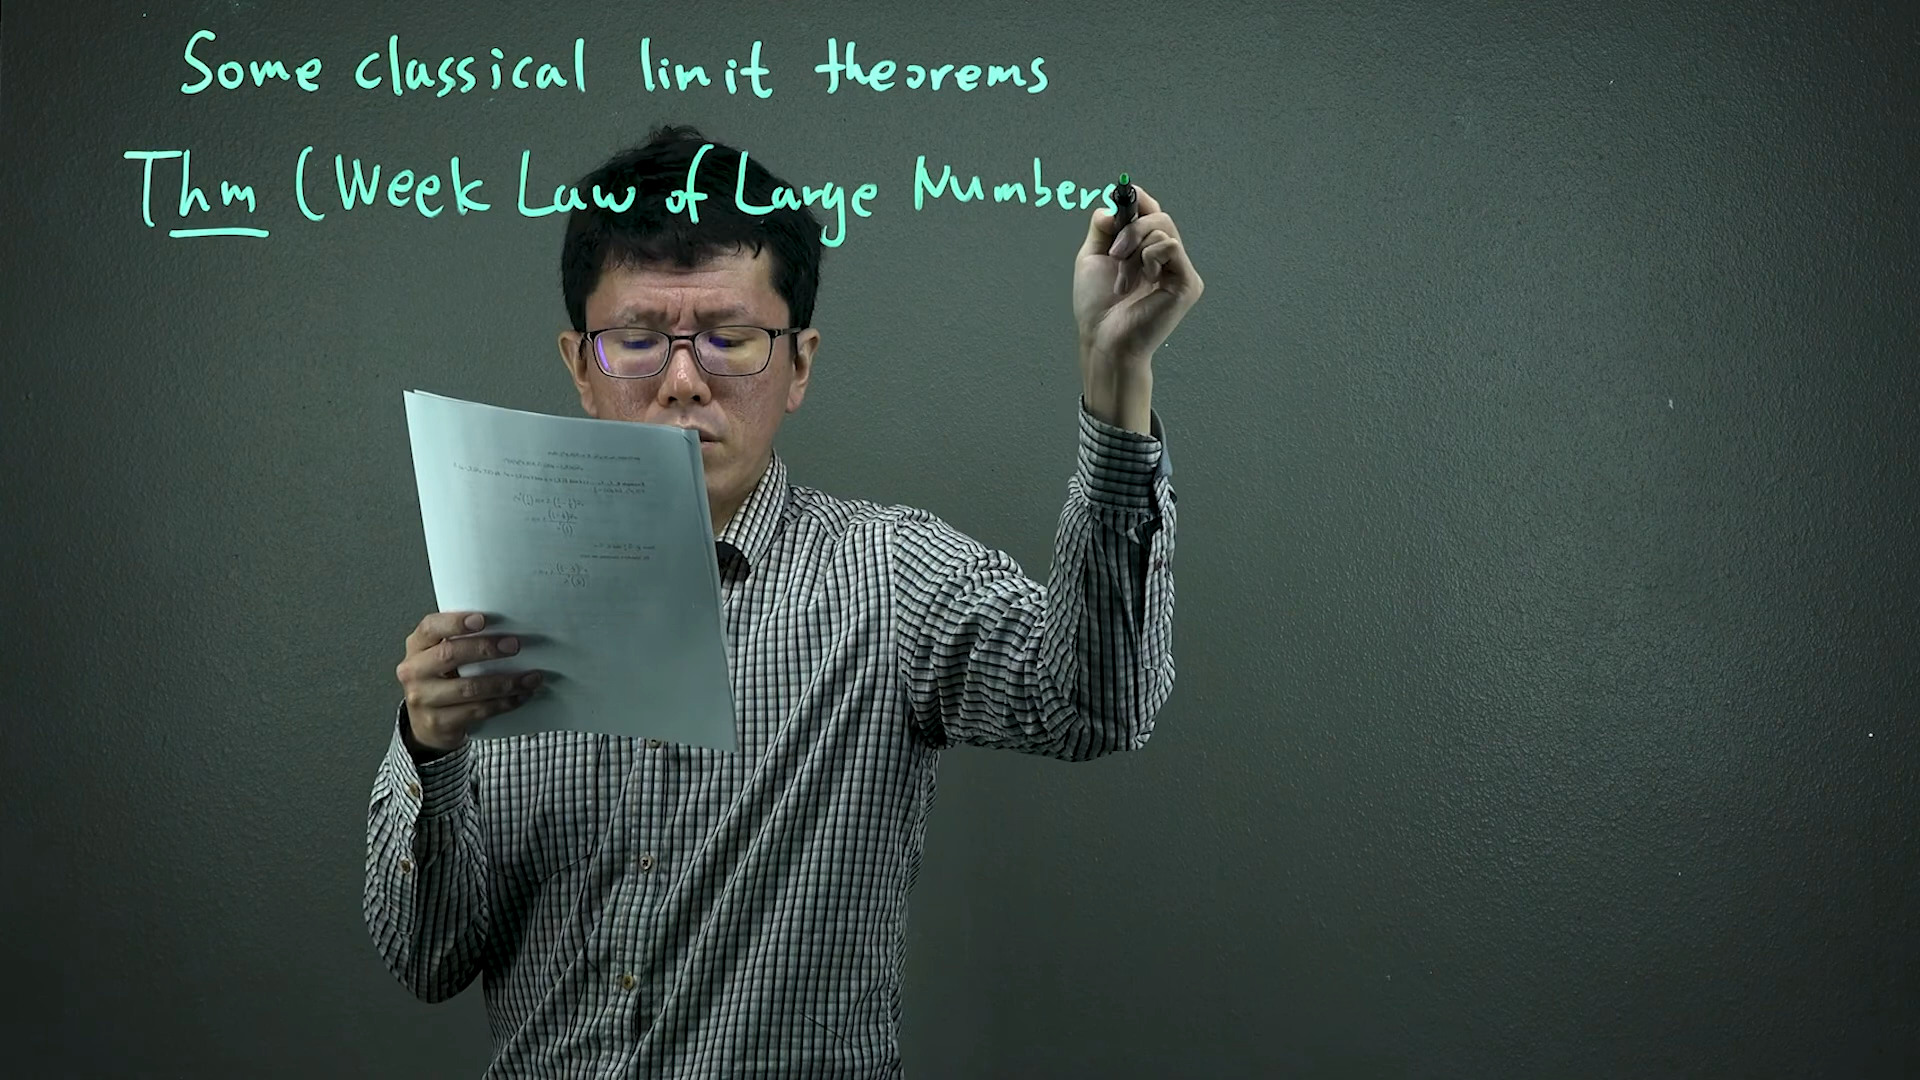 Some classical limit theorems
Thm (Week Law of Large Numbers